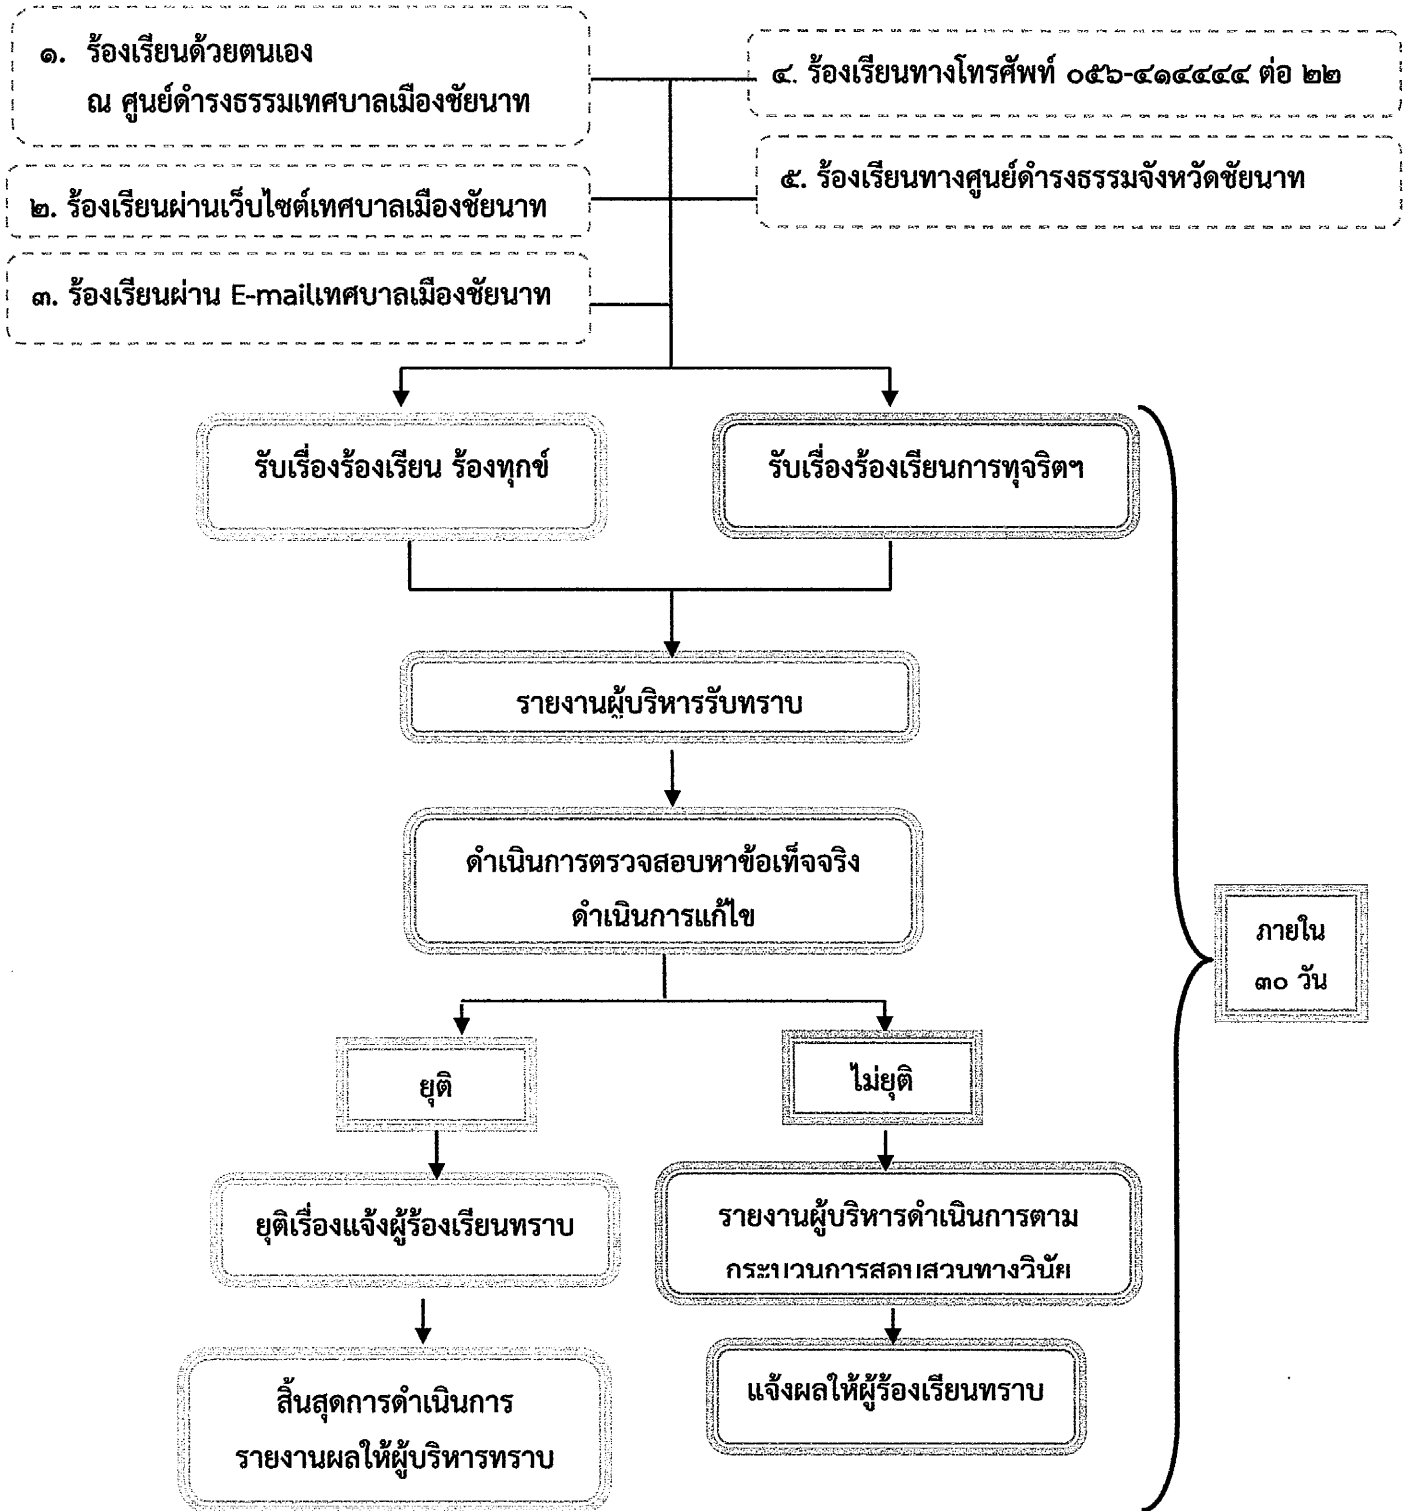 ๑. ร้องเรียนด้วยตนเอง
ณ ศูนย์ดำรงธรรมเทศบาลเมืองชัยนาท
๒. ร้องเรียนผ่านเว็บไซต์เทศบาลเมืองชัยนาท
๓. ร้องเรียนผ่าน E-mailเทศบาลเมืองชัยนาท
๔. ร้องเรียนทางโทรศัพท์ ๐๕๖-๔๑๔๔๔๔ ต่อ ๒๒
๕. ร้องเรียนทางศูนย์ดำรงธรรมจังหวัดชัยนาท
รับเรื่องร้องเรียน ร้องทุกข์
รับเรื่องร้องเรียนการทุจริตฯ
รายงานผู้บริหารรับทราบ
ดำเนินการตรวจสอบหาข้อเท็จจริง
ดำเนินการแก้ไข
ภายใน
๓๐ วัน
ยุติ
ไม่ยุติ
ยุติเรื่องแจ้งผู้ร้องเรียนทราบ
รายงานผู้บริหารดำเนินการตาม
กระบวนการสอบสวนทางวินัย
สิ้นสุดการดำเนินการ
รายงานผลให้ผู้บริหารทราบ
แจ้งผลให้ผู้ร้องเรียนทราบ